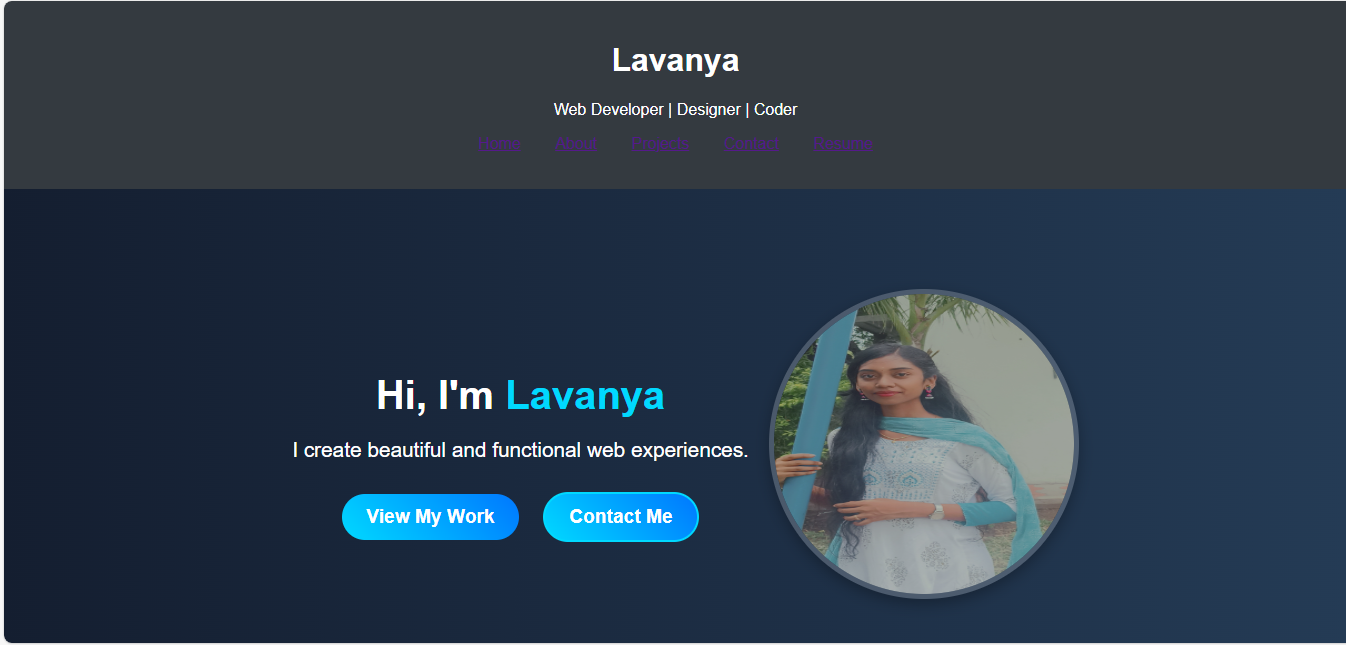 Lavanya
Web Developer | Designer | Coder
Home About Projects Contact Resume
Hi, I'm Lavanya
I create beautiful and functional web experiences.
View My Work Contact Me